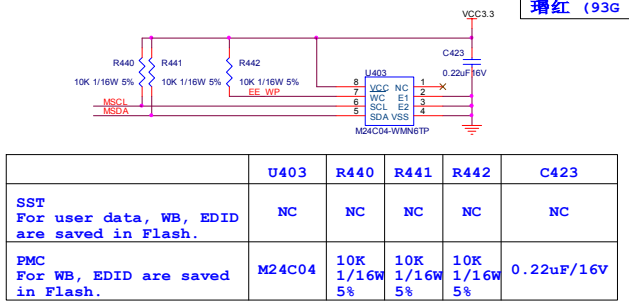 增红 (93G
VCC3.3
C423
0.22uF16V
R440
R441
R442
10K 1/16W 5%
10K 1/16W 5%
10K 1/16W 5%
EE_WP
MSCL
MSDA
U403
8
7
6
5
VCC NC
WC E1
SCL E2
SDA VSS
1
2
3
4
M24C04-WMN6TP
U403 R440 R441 R442 C423
SST
For user data, WB, EDID
are saved in Flash.
NC NC NC NC NC
PMC
For WB, EDID are saved
in Flash.
M24C04
10K 10K 10K
1/16W 1/16W 1/16W
5% 5% 5%
0.22uF/16V